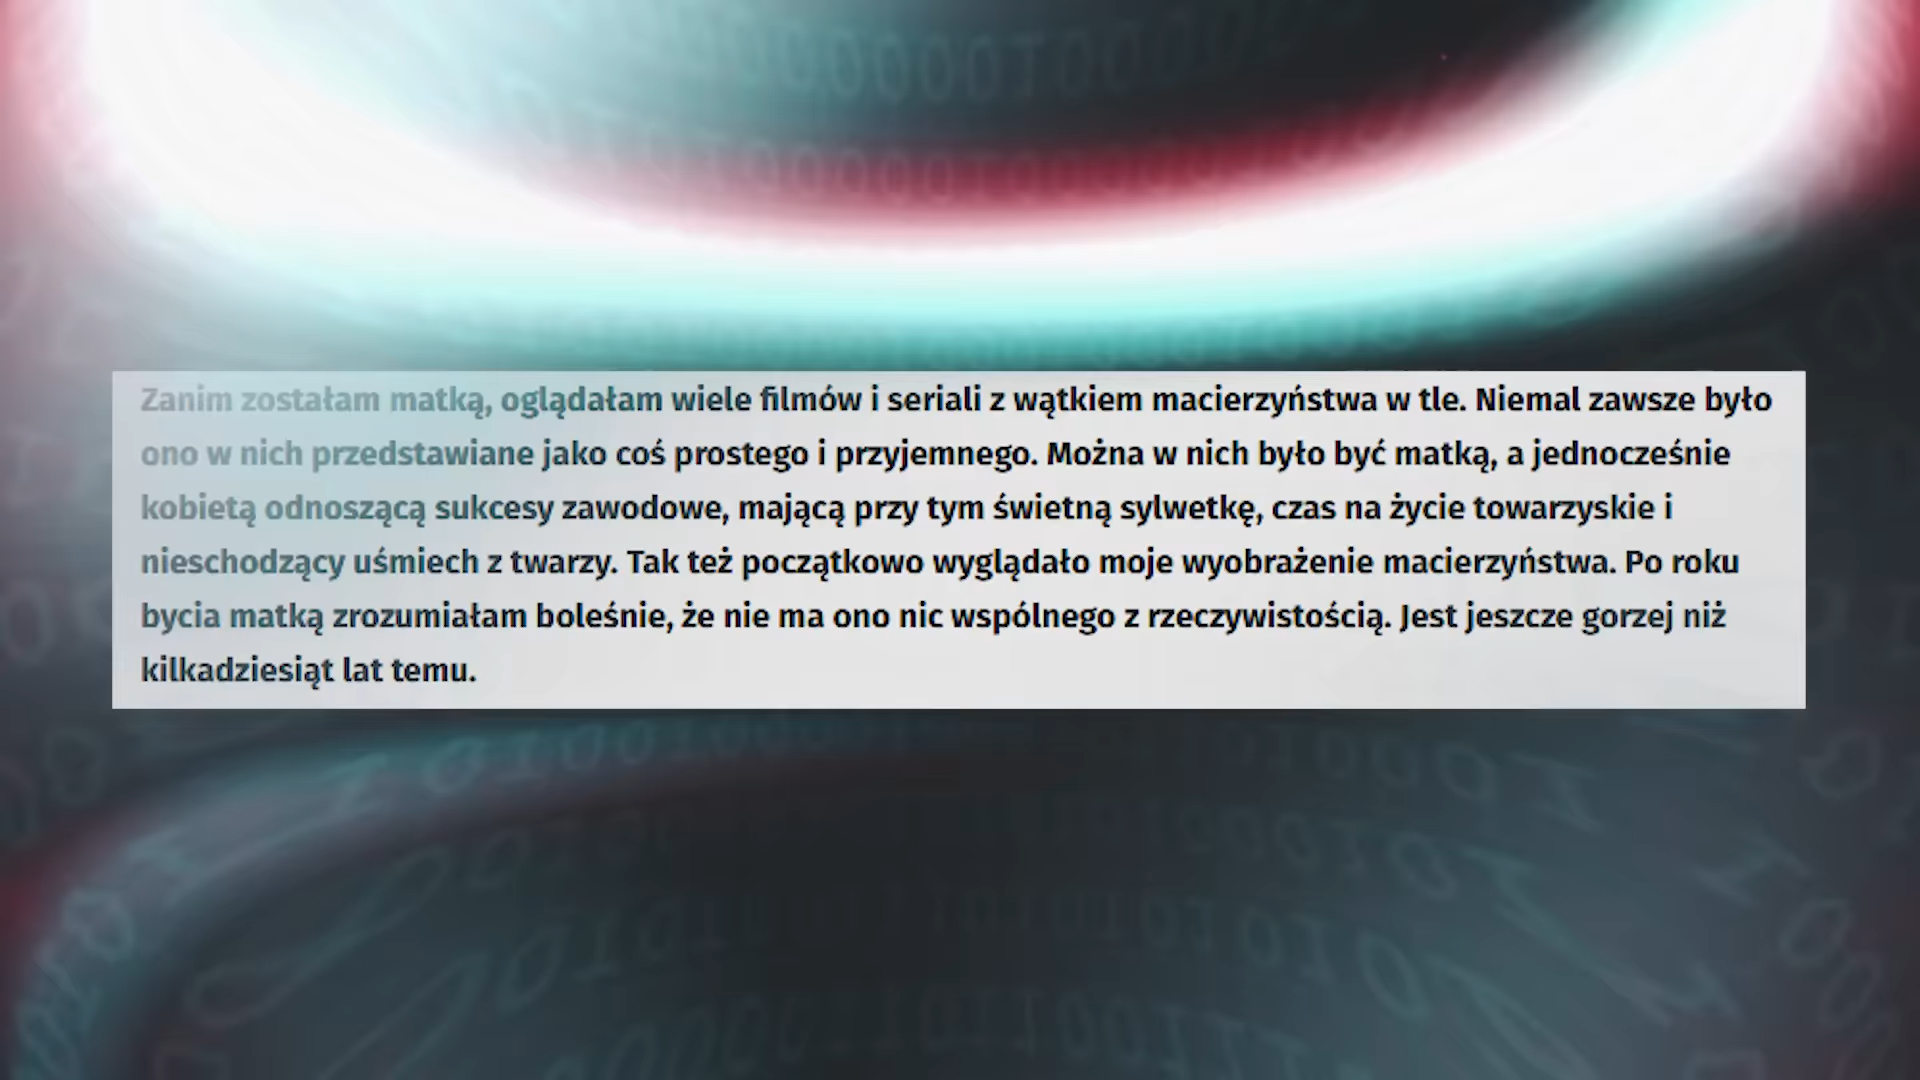 Zanim zostałam matką, oglądałam wiele filmów i seriali z wątkiem macierzyństwa w tle. Niemal zawsze było
ono w nich przedstawiane jako coś prostego i przyjemnego. Można w nich było być matką, a jednocześnie
kobietą odnoszącą sukcesy zawodowe, mającą przy tym świetną sylwetkę, czas na życie towarzyskie i
nieschodzący uśmiech z twarzy. Tak też początkowo wyglądało moje wyobrażenie macierzyństwa. Po roku
bycia matką zrozumiałam boleśnie, że nie ma ono nic wspólnego z rzeczywistością. Jest jeszcze gorzej niż
kilkadziesiąt lat temu.